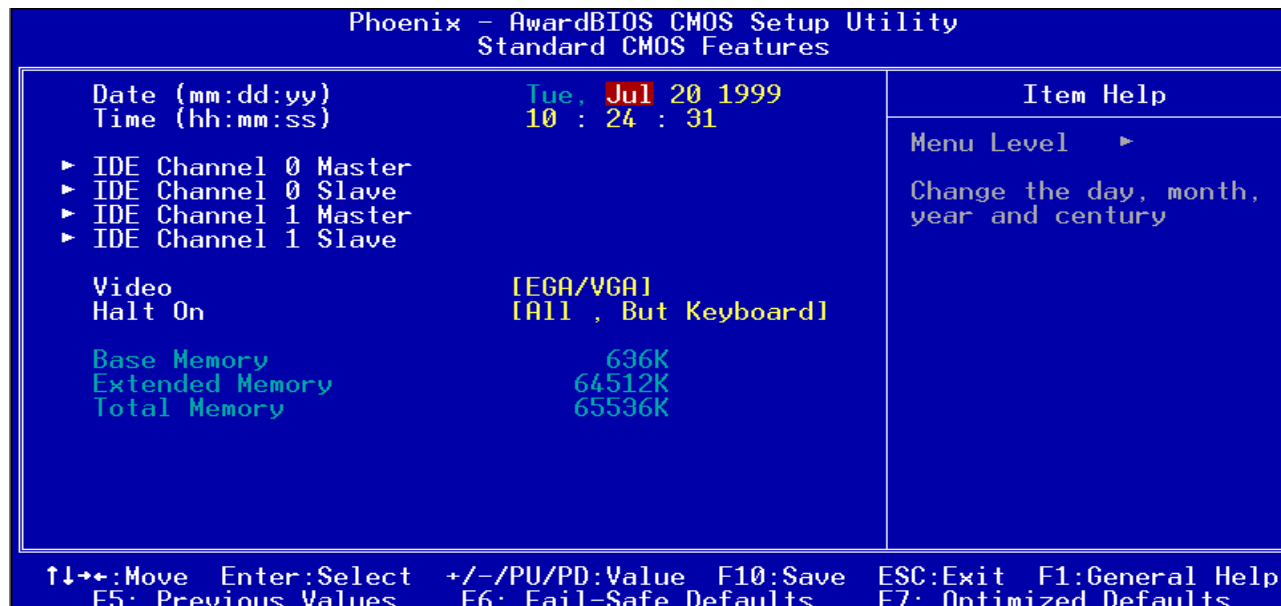 Phoenix - AwardBIOS CMOS Setup Utility
Standard CMOS Features
Date (mm:dd:yy) Tue, Jul 20 1999
Time (hh:mm:ss) 10 : 24 : 31
► IDE Channel 0 Master
► IDE Channel 0 Slave
► IDE Channel 1 Master
► IDE Channel 1 Slave
Video [EGA/VGA]
Halt On [All , But Keyboard]
Base Memory 636K
Extended Memory 64512K
Total Memory 65536K
Item Help
Menu Level ►
Change the day, month,
year and century
↑↓→←:Move Enter:Select +/-/PU/PD:Value F10:Save ESC:Exit F1:General Help
F5: Previous Values F6: Fail-Safe Defaults F7: Optimized Defaults